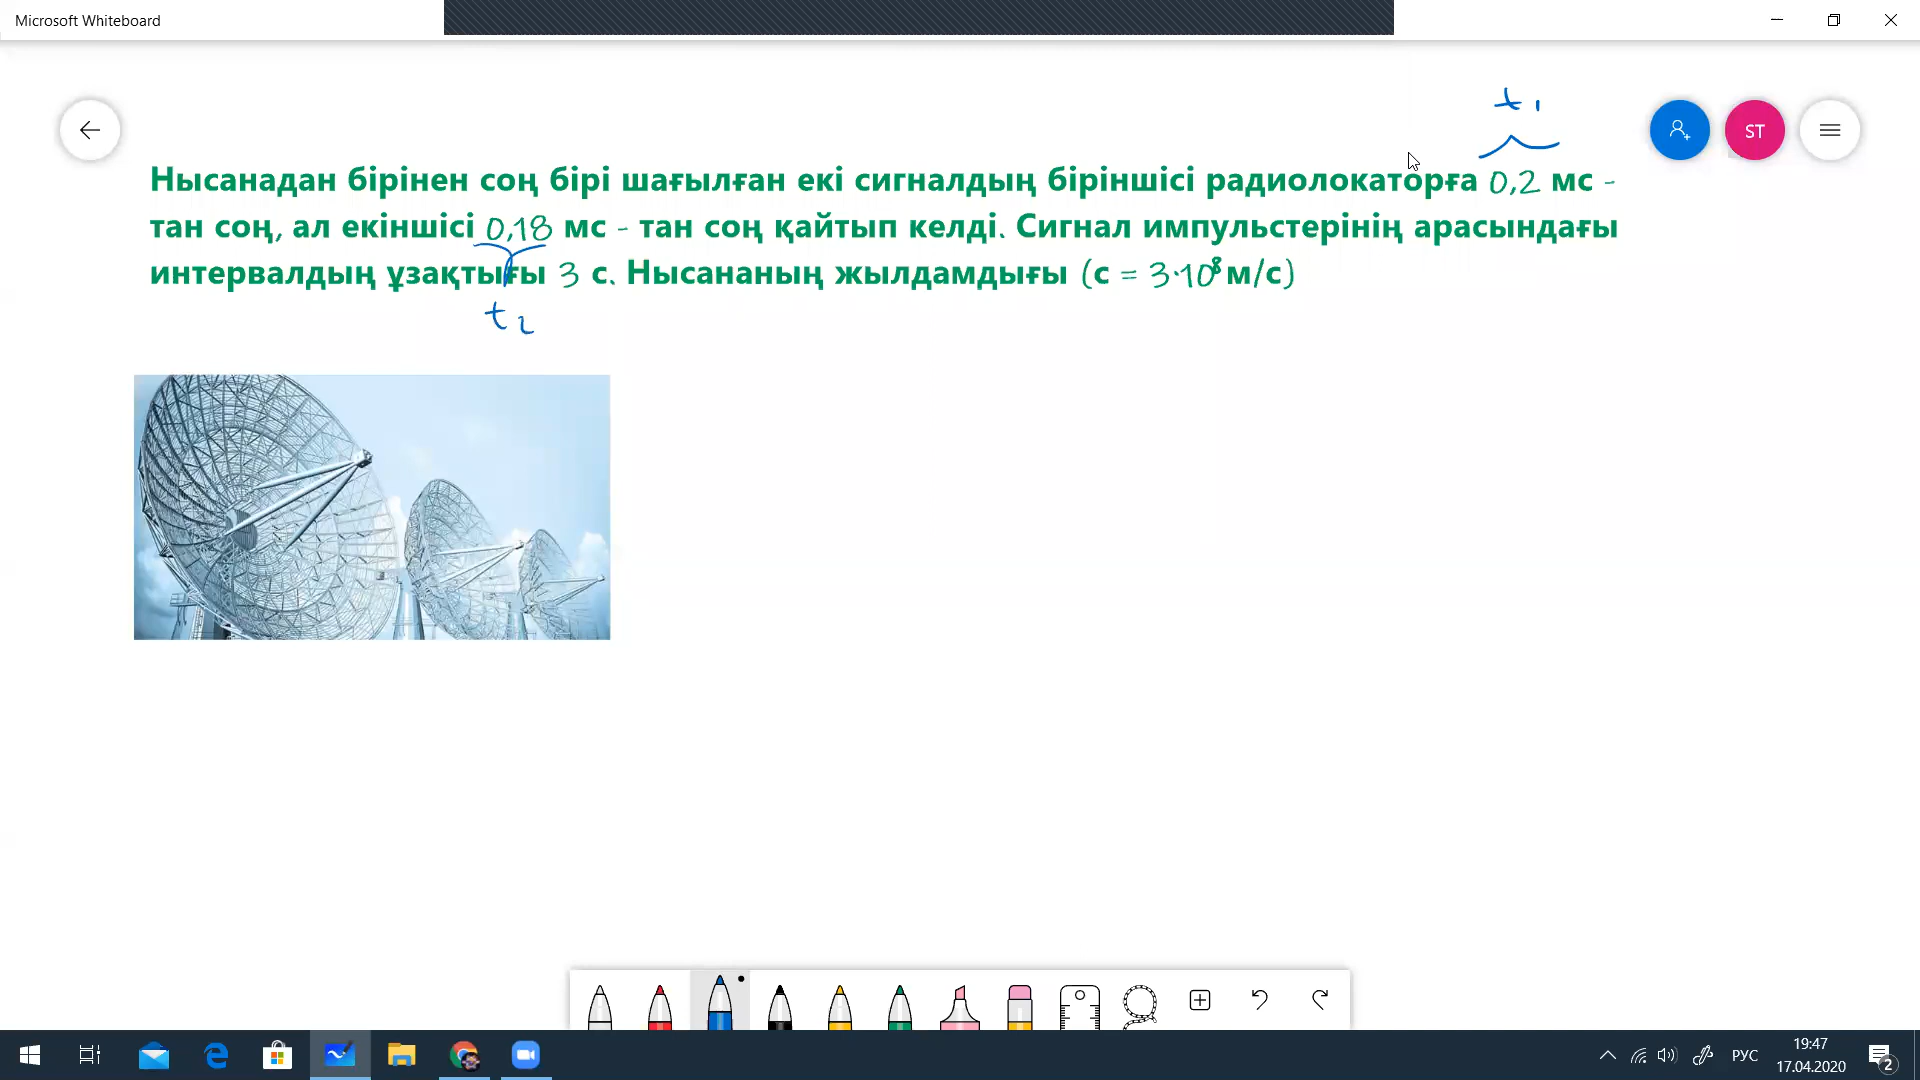 Microsoft Whiteboard
t₁
ST
Нысанадан бірінен соң бірі шағылған екі сигналдың біріншісі радиолокаторға 0,2 мс -
тан соң, ал екіншісі 0,18 мс - тан соң қайтып келді. Сигнал импульстерінің арасындағы
интервалдың ұзақтығы 3 с. Нысананың жылдамдығы (с = 3·10⁸м/с)
t₂
РУС
19:47
17.04.2020
2